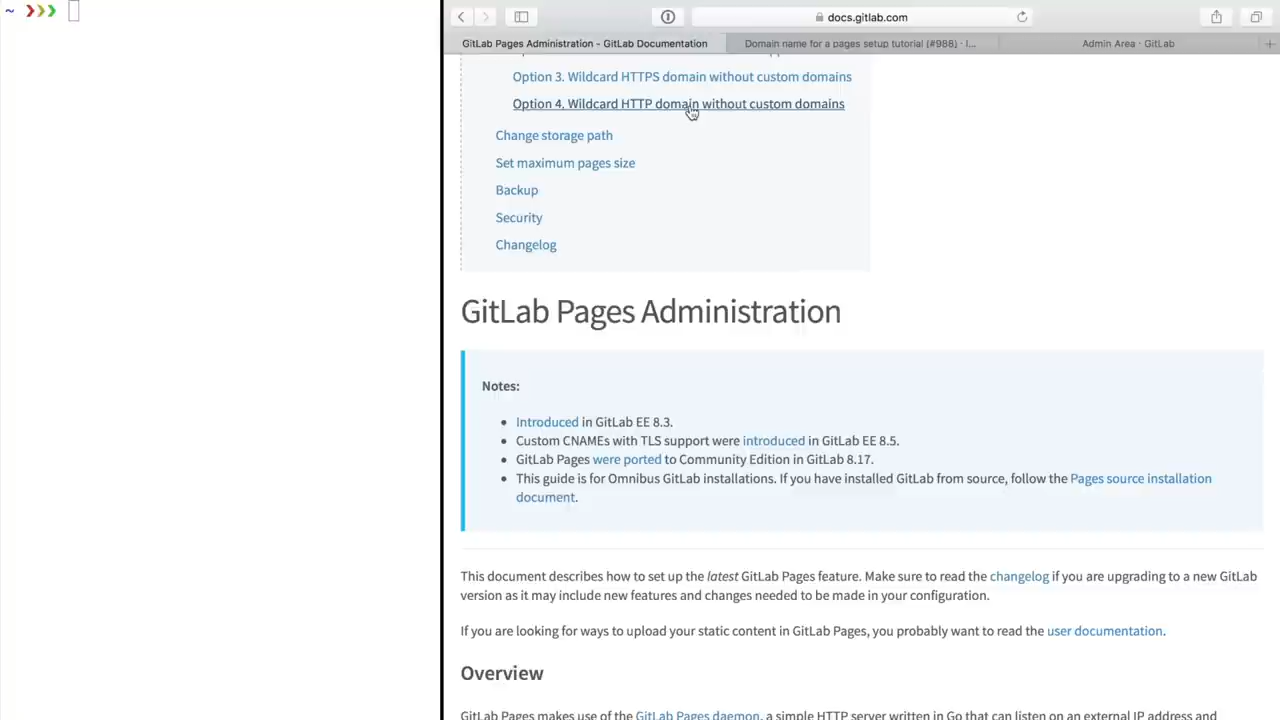 ~ ❯❯❯
docs.gitlab.com
GitLab Pages Administration - GitLab Documentation
Domain name for a pages setup tutorial (#986) · I...
Admin Area · GitLab
Option 3. Wildcard HTTPS domain without custom domains
Option 4. Wildcard HTTP domain without custom domains
Change storage path
Set maximum pages size
Backup
Security
Changelog
GitLab Pages Administration
Notes:
• Introduced in GitLab EE 8.3.
• Custom CNAMEs with TLS support were introduced in GitLab EE 8.5.
• GitLab Pages were ported to Community Edition in GitLab 8.17.
• This guide is for Omnibus GitLab installations. If you have installed GitLab from source, follow the Pages source installation
document.
This document describes how to set up the latest GitLab Pages feature. Make sure to read the changelog if you are upgrading to a new GitLab
version as it may include new features and changes needed to be made in your configuration.
If you are looking for ways to upload your static content in GitLab Pages, you probably want to read the user documentation.
Overview
GitLab Pages makes use of the GitLab Pages daemon, a simple HTTP server written in Go that can listen on an external IP address and